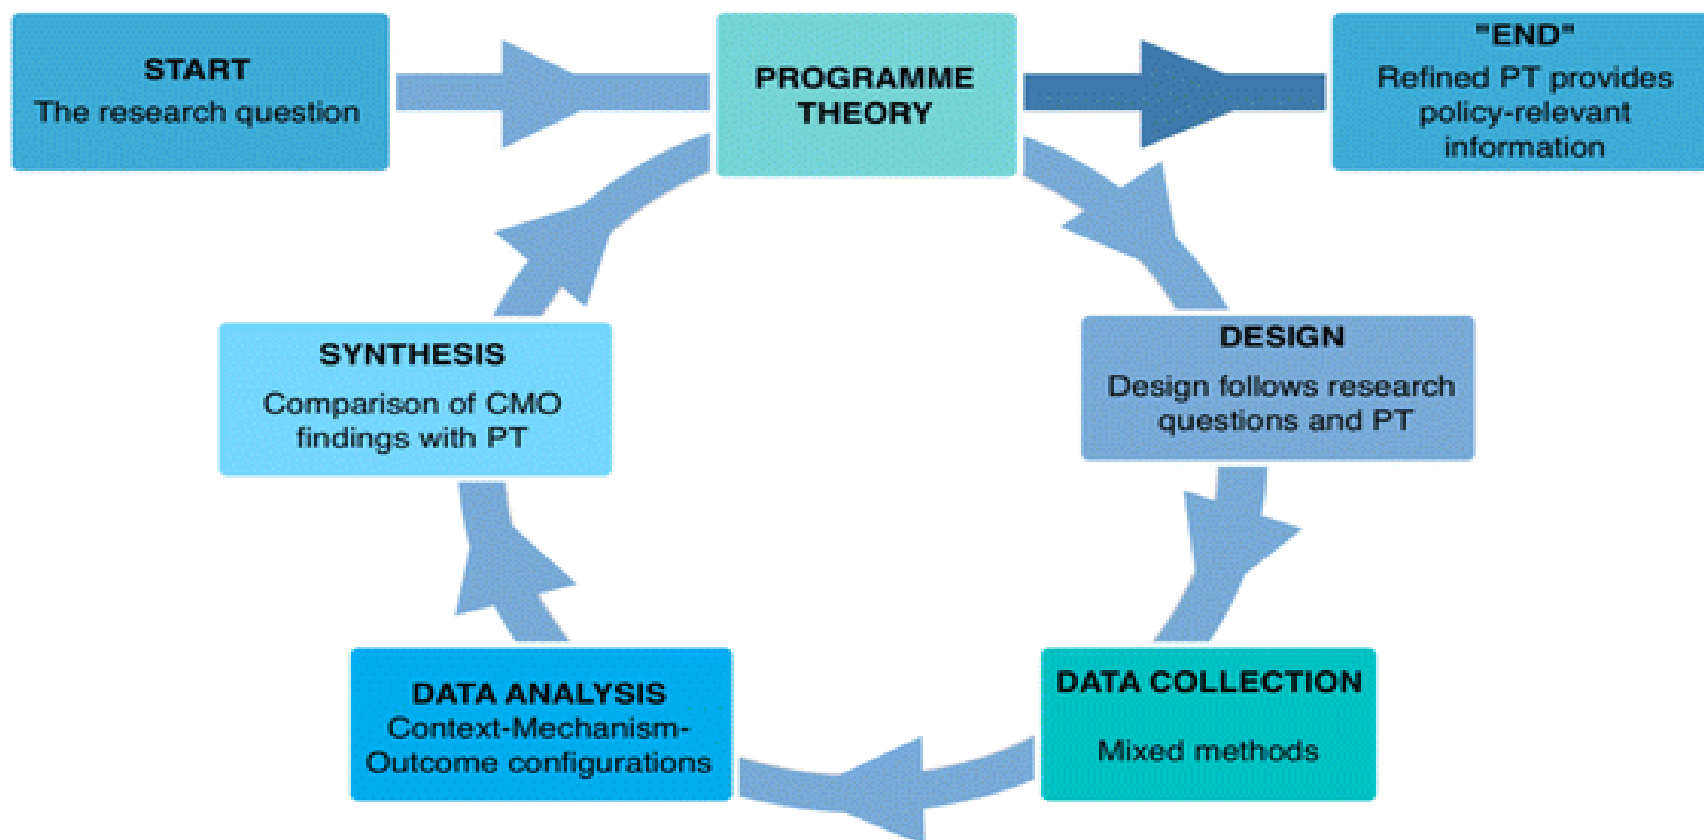 START
The research question
PROGRAMME
THEORY
"END"
Refined PT provides
policy-relevant
information
SYNTHESIS
Comparison of CMO
findings with PT
DESIGN
Design follows research
questions and PT
DATA ANALYSIS
Context-Mechanism-
Outcome configurations
DATA COLLECTION
Mixed methods